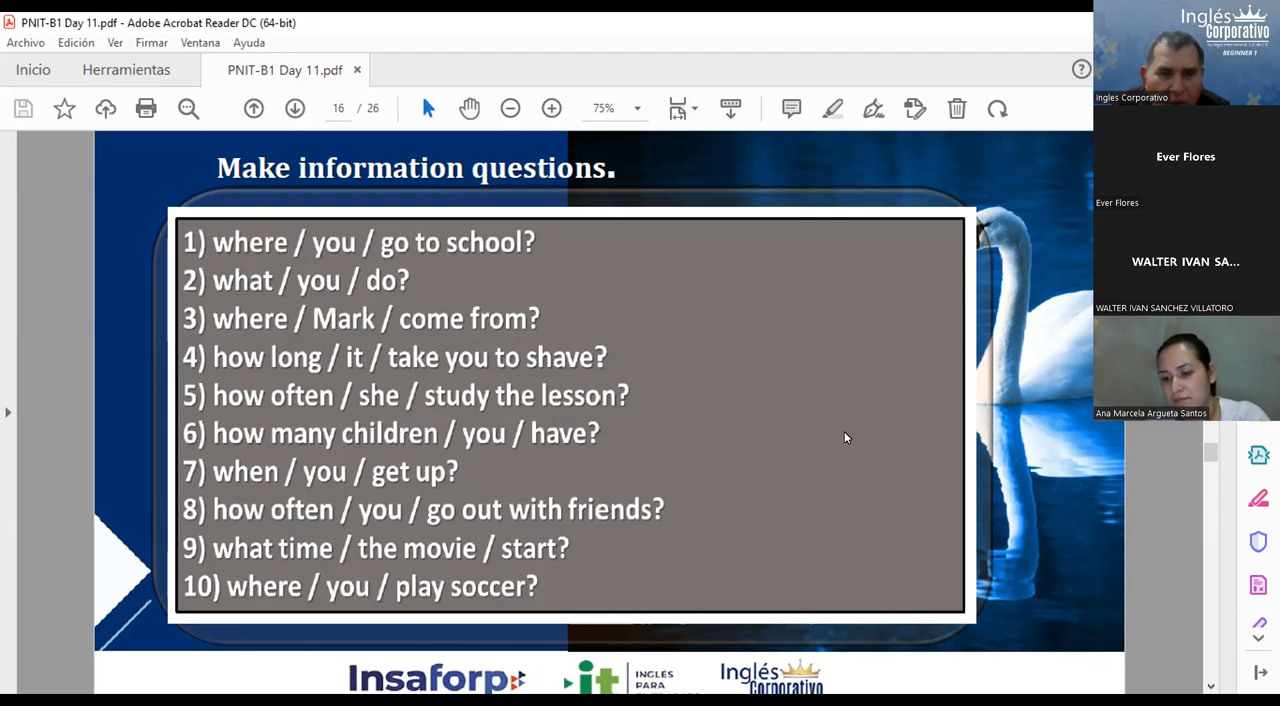 PNIT-B1 Day 11.pdf - Adobe Acrobat Reader DC (64-bit)
Archivo Edición Ver Firmar Ventana Ayuda
Inicio Herramientas PNIT-B1 Day 11.pdf ×
16 / 26 75%
Make information questions.
1) where / you / go to school?
2) what / you / do?
3) where / Mark / come from?
4) how long / it / take you to shave?
5) how often / she / study the lesson?
6) how many children / you / have?
7) when / you / get up?
8) how often / you / go out with friends?
9) what time / the movie / start?
10) where / you / play soccer?
Insaforp
it
INGLÉS
PARA
Inglés
Corporativo
Inglés
Corporativo
BEGINNER 1
Ingles Corporativo
Ever Flores
Ever Flores
WALTER IVAN SA...
WALTER IVAN SANCHEZ VILLATORO
Ana Marcela Argueta Santos